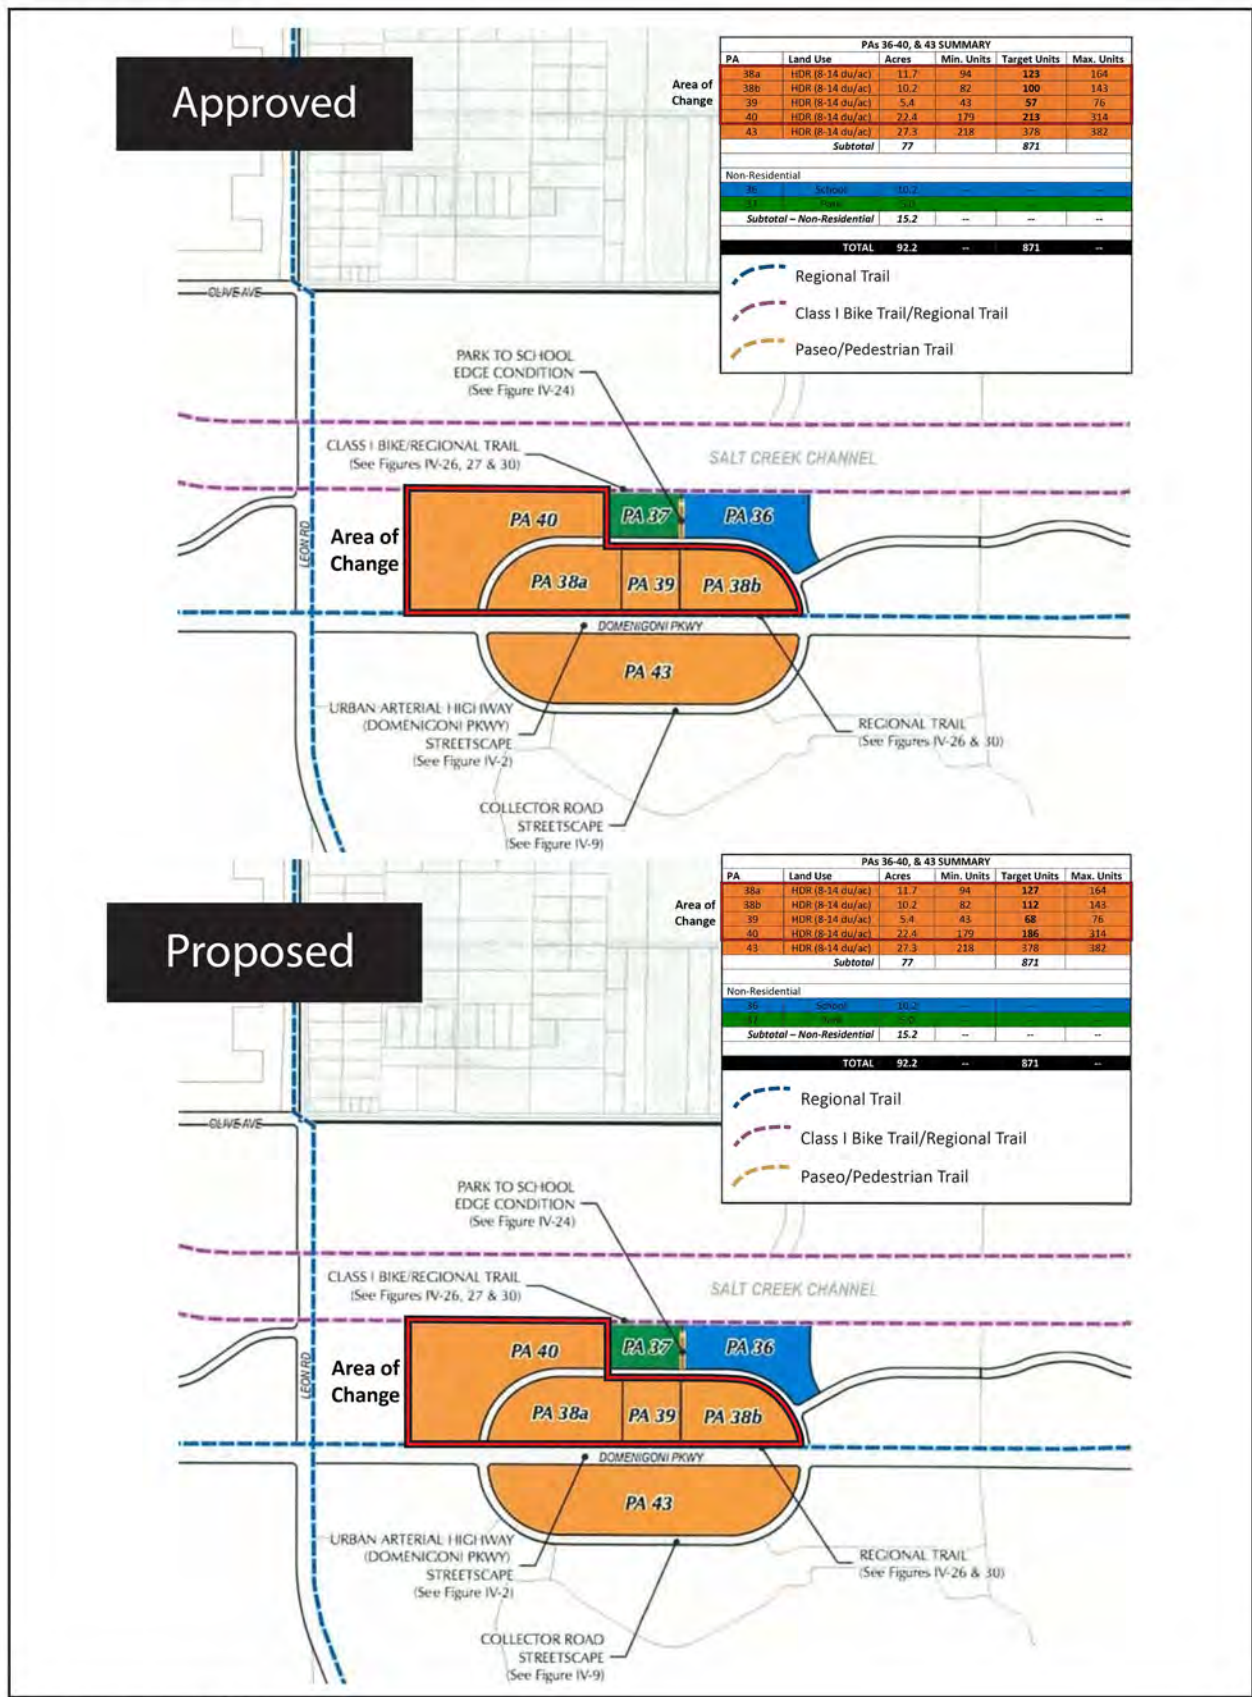 Approved
PAs 36-40, & 43 SUMMARY
PA Land Use Acres Min. Units Target Units Max. Units
Area of
Change
38a HDR (8-14 du/ac) 11.7 94 123 164
38b HDR (8-14 du/ac) 10.2 82 100 143
39 HDR (8-14 du/ac) 5.4 43 57 76
40 HDR (8-14 du/ac) 22.4 179 213 314
43 HDR (8-14 du/ac) 27.3 218 378 382
Subtotal 77 871
Non-Residential
36 School 10.2 -- -- --
37 Park 5.0 -- -- --
Subtotal – Non-Residential 15.2 -- -- --
TOTAL 92.2 -- 871 --
Regional Trail
Class I Bike Trail/Regional Trail
Paseo/Pedestrian Trail
OLIVE AVE
PARK TO SCHOOL
EDGE CONDITION
(See Figure IV-24)
CLASS I BIKE/REGIONAL TRAIL
(See Figures IV-26, 27 & 30)
SALT CREEK CHANNEL
LEON RD
Area of
Change
PA 40
PA 37
PA 36
PA 38a
PA 39
PA 38b
DOMENIGONI PKWY
PA 43
URBAN ARTERIAL HIGHWAY
(DOMENIGONI PKWY)
STREETSCAPE
(See Figure IV-2)
REGIONAL TRAIL
(See Figures IV-26 & 30)
COLLECTOR ROAD
STREETSCAPE
(See Figure IV-9)
Proposed
PAs 36-40, & 43 SUMMARY
PA Land Use Acres Min. Units Target Units Max. Units
Area of
Change
38a HDR (8-14 du/ac) 11.7 94 127 164
38b HDR (8-14 du/ac) 10.2 82 112 143
39 HDR (8-14 du/ac) 5.4 43 68 76
40 HDR (8-14 du/ac) 22.4 179 186 314
43 HDR (8-14 du/ac) 27.3 218 378 382
Subtotal 77 871
Non-Residential
36 School 10.2 -- -- --
37 Park 5.0 -- -- --
Subtotal – Non-Residential 15.2 -- -- --
TOTAL 92.2 -- 871 --
Regional Trail
Class I Bike Trail/Regional Trail
Paseo/Pedestrian Trail
OLIVE AVE
PARK TO SCHOOL
EDGE CONDITION
(See Figure IV-24)
CLASS I BIKE/REGIONAL TRAIL
(See Figures IV-26, 27 & 30)
SALT CREEK CHANNEL
LEON RD
Area of
Change
PA 40
PA 37
PA 36
PA 38a
PA 39
PA 38b
DOMENIGONI PKWY
PA 43
URBAN ARTERIAL HIGHWAY
(DOMENIGONI PKWY)
STREETSCAPE
(See Figure IV-2)
REGIONAL TRAIL
(See Figures IV-26 & 30)
COLLECTOR ROAD
STREETSCAPE
(See Figure IV-9)